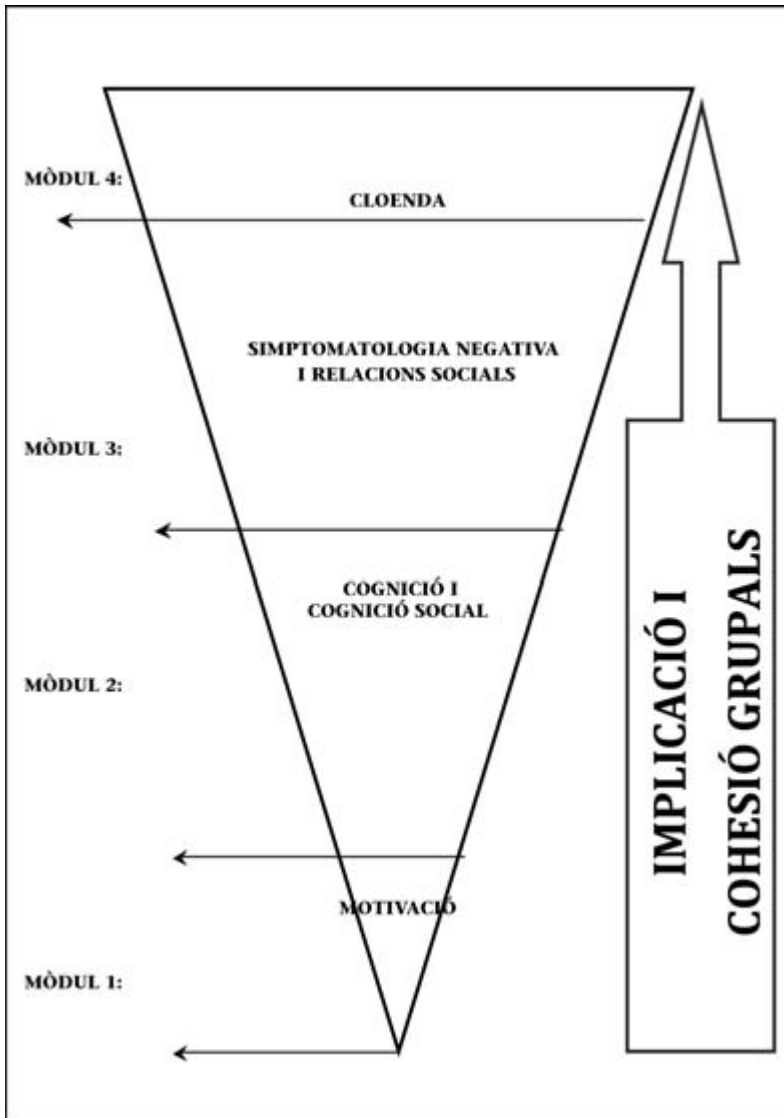 MÒDUL 4:
CLOENDA
SIMPTOMATOLOGIA NEGATIVA
I RELACIONS SOCIALS
MÒDUL 3:
COGNICIÓ I
COGNICIÓ SOCIAL
MÒDUL 2:
MOTIVACIÓ
MÒDUL 1:
IMPLICACIÓ I
COHESIÓ GRUPALS